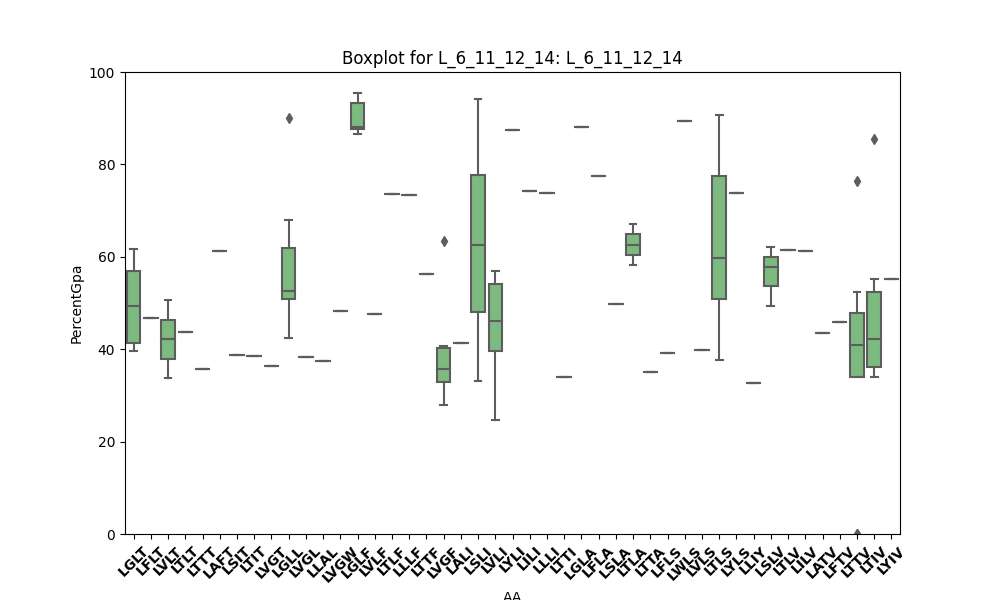 Boxplot for L_6_11_12_14: L_6_11_12_14
PercentGpa
100
80
60
40
20
0
LGLT LFLT LVLT LTLT LTTT LAFT LSIT LTIT LVGT LGLL LVGL LLAL LVGW LGLF LVLF LTLF LLLF LTTF LVGF LALI LSLI LVLI LYLI LILI LLLI LTTI LGLA LFLA LSLA LTLA LTTA LFLS LWLS LVLS LTLS LYLS LLIY LSLV LTLV LILV LATV LFTV LTTV LTIV LYIV
AA